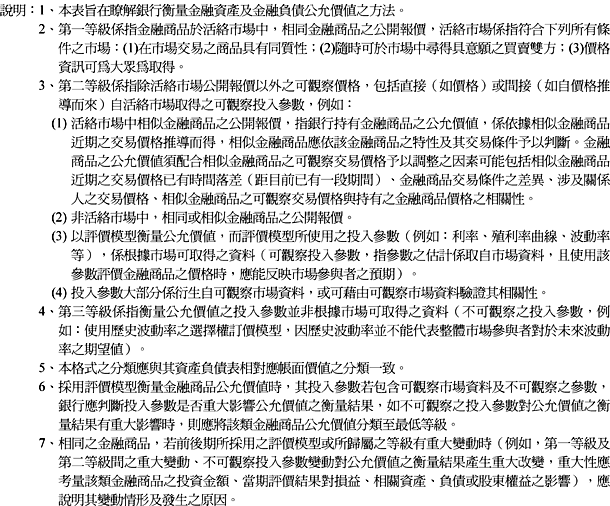 說明：1、本表旨在瞭解銀行衡量金融資產及金融負債公允價值之方法。
2、第一等級係指金融商品於活絡市場中，相同金融商品之公開報價，活絡市場係指符合下列所有條
件之市場：(1)在市場交易之商品具有同質性；(2)隨時可於市場中尋得具意願之買賣雙方；(3)價格
資訊可爲大眾爲取得。
3、第二等級係指除活絡市場公開報價以外之可觀察價格，包括直接（如價格）或間接（如自價格推
導而來）自活絡市場取得之可觀察投入參數，例如：
(1) 活絡市場中相似金融商品之公開報價，指銀行持有金融商品之公允價值，係依據相似金融商品
近期之交易價格推導而得，相似金融商品應依該金融商品之特性及其交易條件予以判斷。金融
商品之公允價值須配合相似金融商品之可觀察交易價格予以調整之因素可能包括相似金融商品
近期之交易價格已有時間落差（距目前已有一段期間）、金融商品交易條件之差異、涉及關係
人之交易價格、相似金融商品之可觀察交易價格與持有之金融商品價格之相關性。
(2) 非活絡市場中，相同或相似金融商品之公開報價。
(3) 以評價模型衡量公允價值，而評價模型所使用之投入參數（例如：利率、殖利率曲線、波動率
等），係根據市場可取得之資料（可觀察投入參數，指參數之估計係取自市場資料，且使用該
參數評價金融商品之價格時，應能反映市場參與者之預期）。
(4) 投入參數大部分係衍生自可觀察市場資料，或可藉由可觀察市場資料驗證其相關性。
4、第三等級係指衡量公允價值之投入參數並非根據市場可取得之資料（不可觀察之投入參數，例
如：使用歷史波動率之選擇權訂價模型，因歷史波動率並不能代表整體市場參與者對於未來波動
率之期望值）。
5、本格式之分類應與其資產負債表相對應帳面價值之分類一致。
6、採用評價模型衡量金融商品公允價值時，其投入參數若包含可觀察市場資料及不可觀察之參數，
銀行應判斷投入參數是否重大影響公允價值之衡量結果，如不可觀察之投入參數對公允價值之衡
量結果有重大影響時，則應將該類金融商品公允價值分類至最低等級。
7、相同之金融商品，若前後期所採用之評價模型或所歸屬之等級有重大變動時（例如，第一等級及
第二等級間之重大變動、不可觀察投入參數變動對公允價值之衡量結果產生重大改變，重大性應
考量該類金融商品之投資金額、當期評價結果對損益、相關資產、負債或股東權益之影響），應
說明其變動情形及發生之原因。